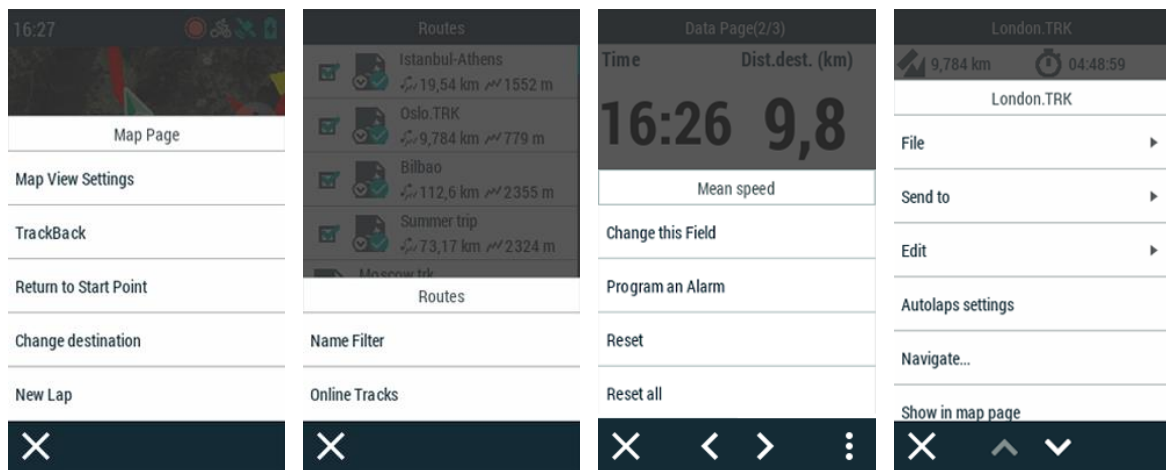 16:27
Map Page
Map View Settings
TrackBack
Return to Start Point
Change destination
New Lap
Routes
Istanbul-Athens
19,54 km 1552 m
Oslo.TRK
9,784 km 779 m
Bilbao
112,6 km 2355 m
Summer trip
73,17 km 2324 m
Moscow.trk
Routes
Name Filter
Online Tracks
Data Page(2/3)
Time Dist.dest. (km)
16:26 9,8
Mean speed
Change this Field
Program an Alarm
Reset
Reset all
London.TRK
9,784 km 04:48:59
London.TRK
File
Send to
Edit
Autolaps settings
Navigate...
Show in map page